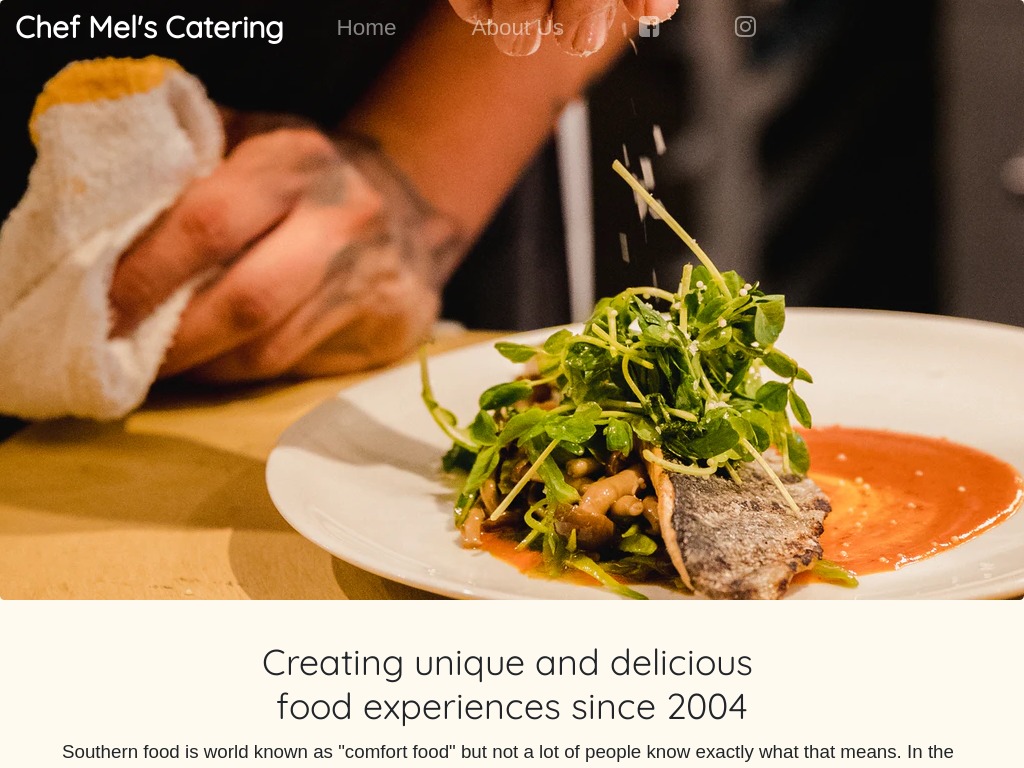 Chef Mel's Catering Home About Us
Creating unique and delicious
food experiences since 2004
Southern food is world known as "comfort food" but not a lot of people know exactly what that means. In the